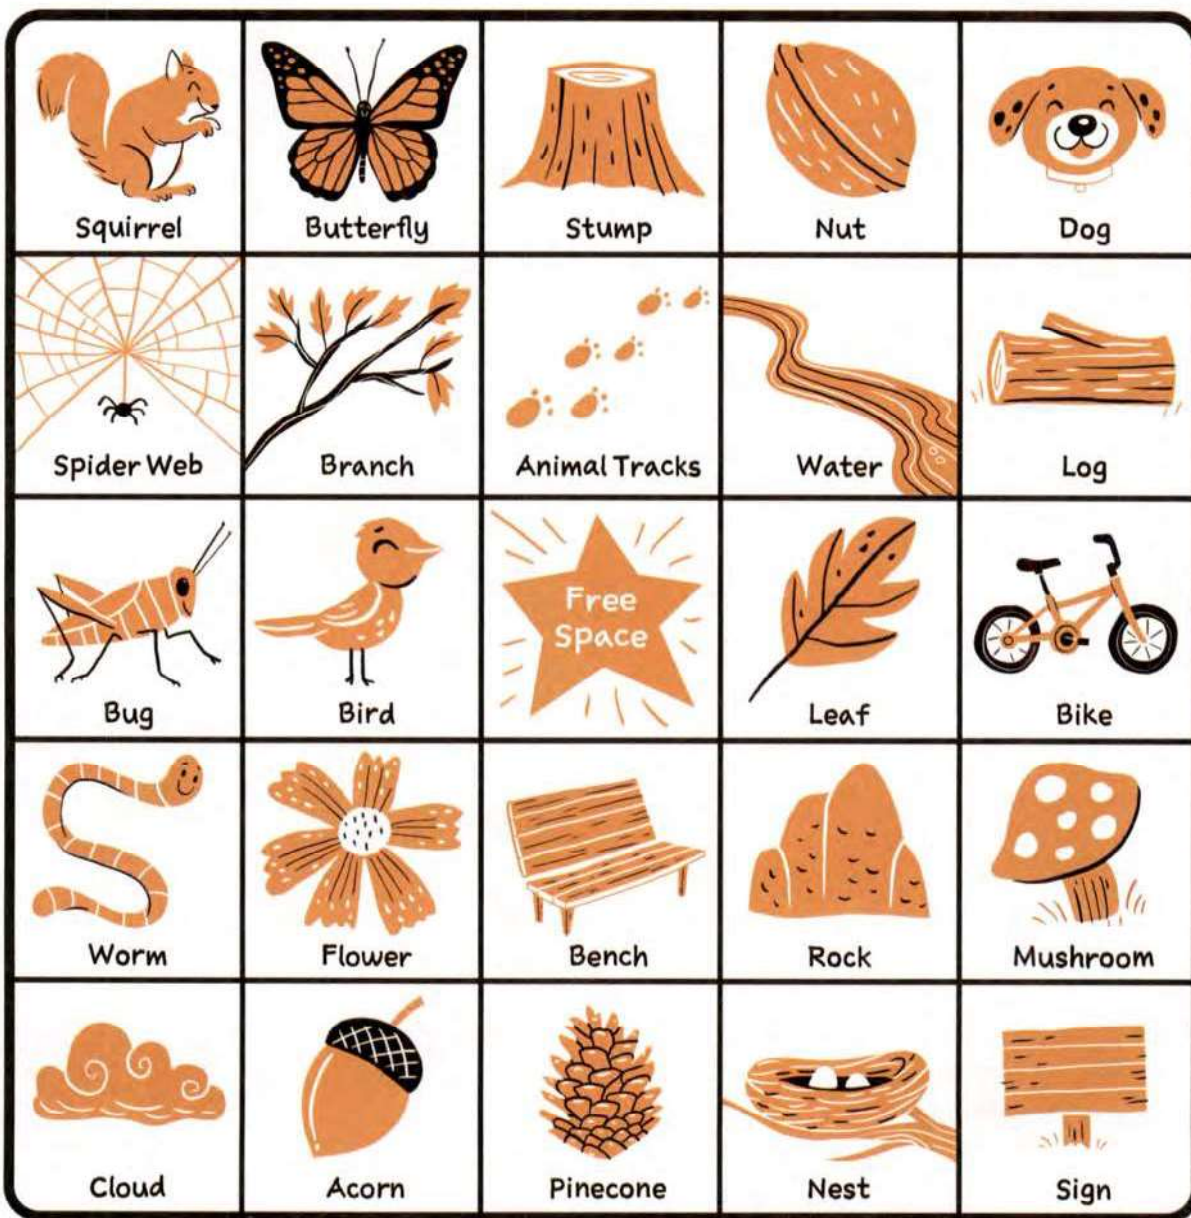 Squirrel
Butterfly
Stump
Nut
Dog
Spider Web
Branch
Animal Tracks
Water
Log
Bug
Bird
Free
Space
Leaf
Bike
Worm
Flower
Bench
Rock
Mushroom
Cloud
Acorn
Pinecone
Nest
Sign